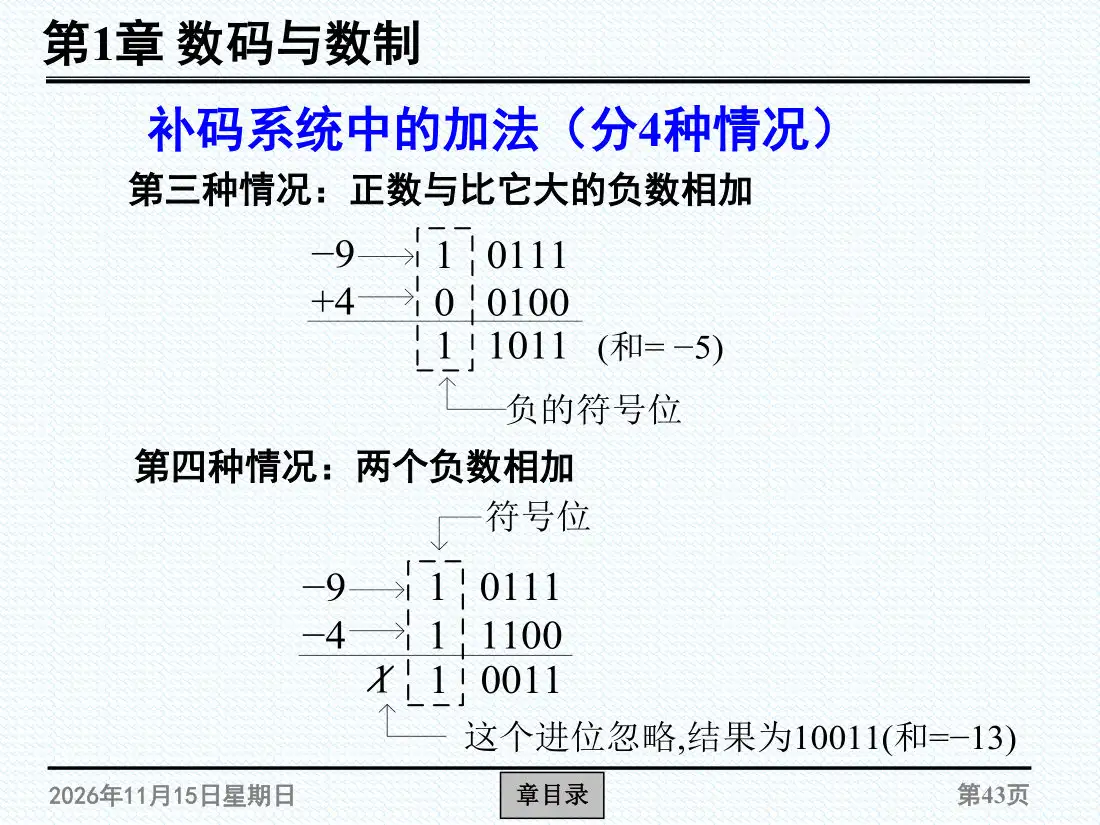 第1章 数码与数制
补码系统中的加法（分4种情况）
第三种情况：正数与比它大的负数相加
−9 1 0111
+4 0 0100
1 1011 (和= −5)
负的符号位
第四种情况：两个负数相加
符号位
−9 1 0111
−4 1 1100
1 1 0011
这个进位忽略,结果为10011(和=−13)
2026年11月15日星期日 章目录 第43页